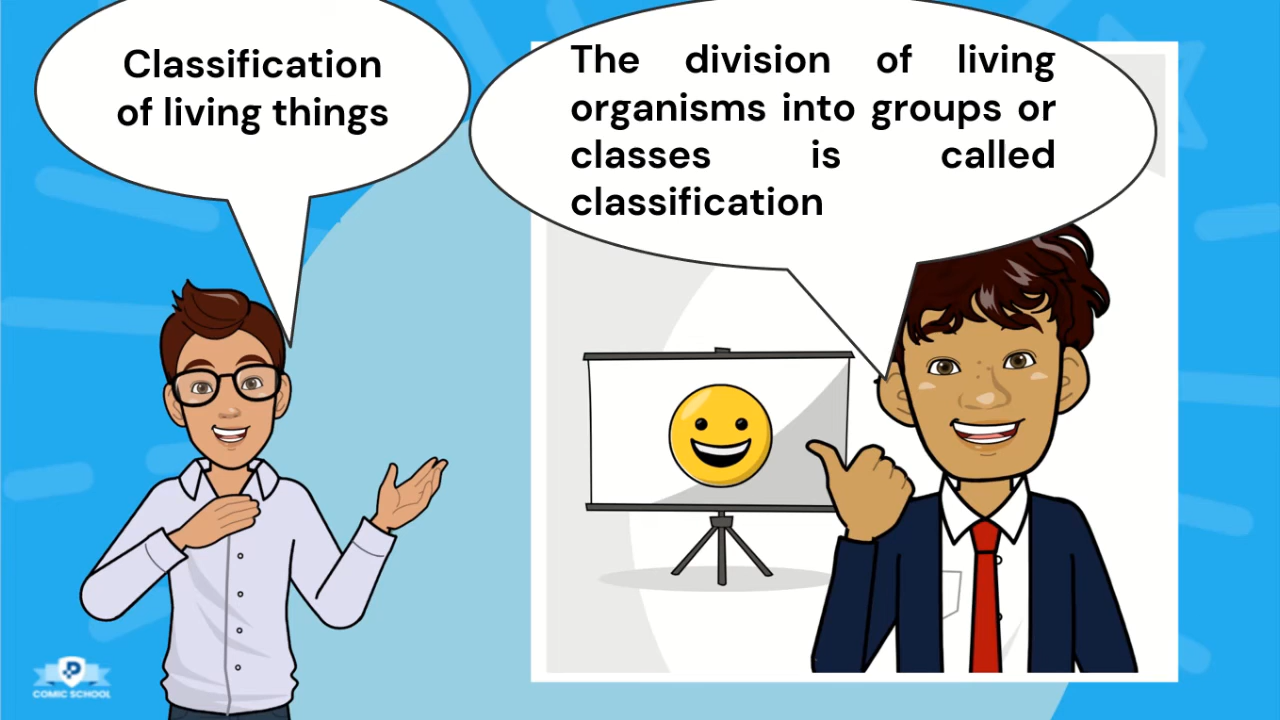 Classification
of living things
The division of living
organisms into groups or
classes is called
classification
COMIC SCHOOL